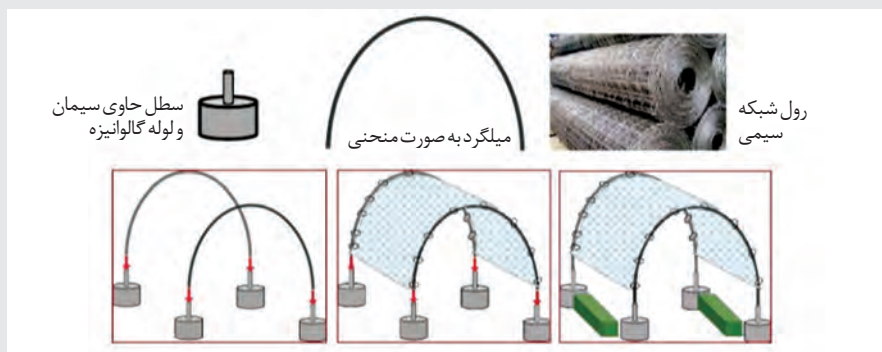 رول شبکه
سیمی
میلگرد به صورت منحنی
سطل حاوی سیمان
و لوله گالوانیزه